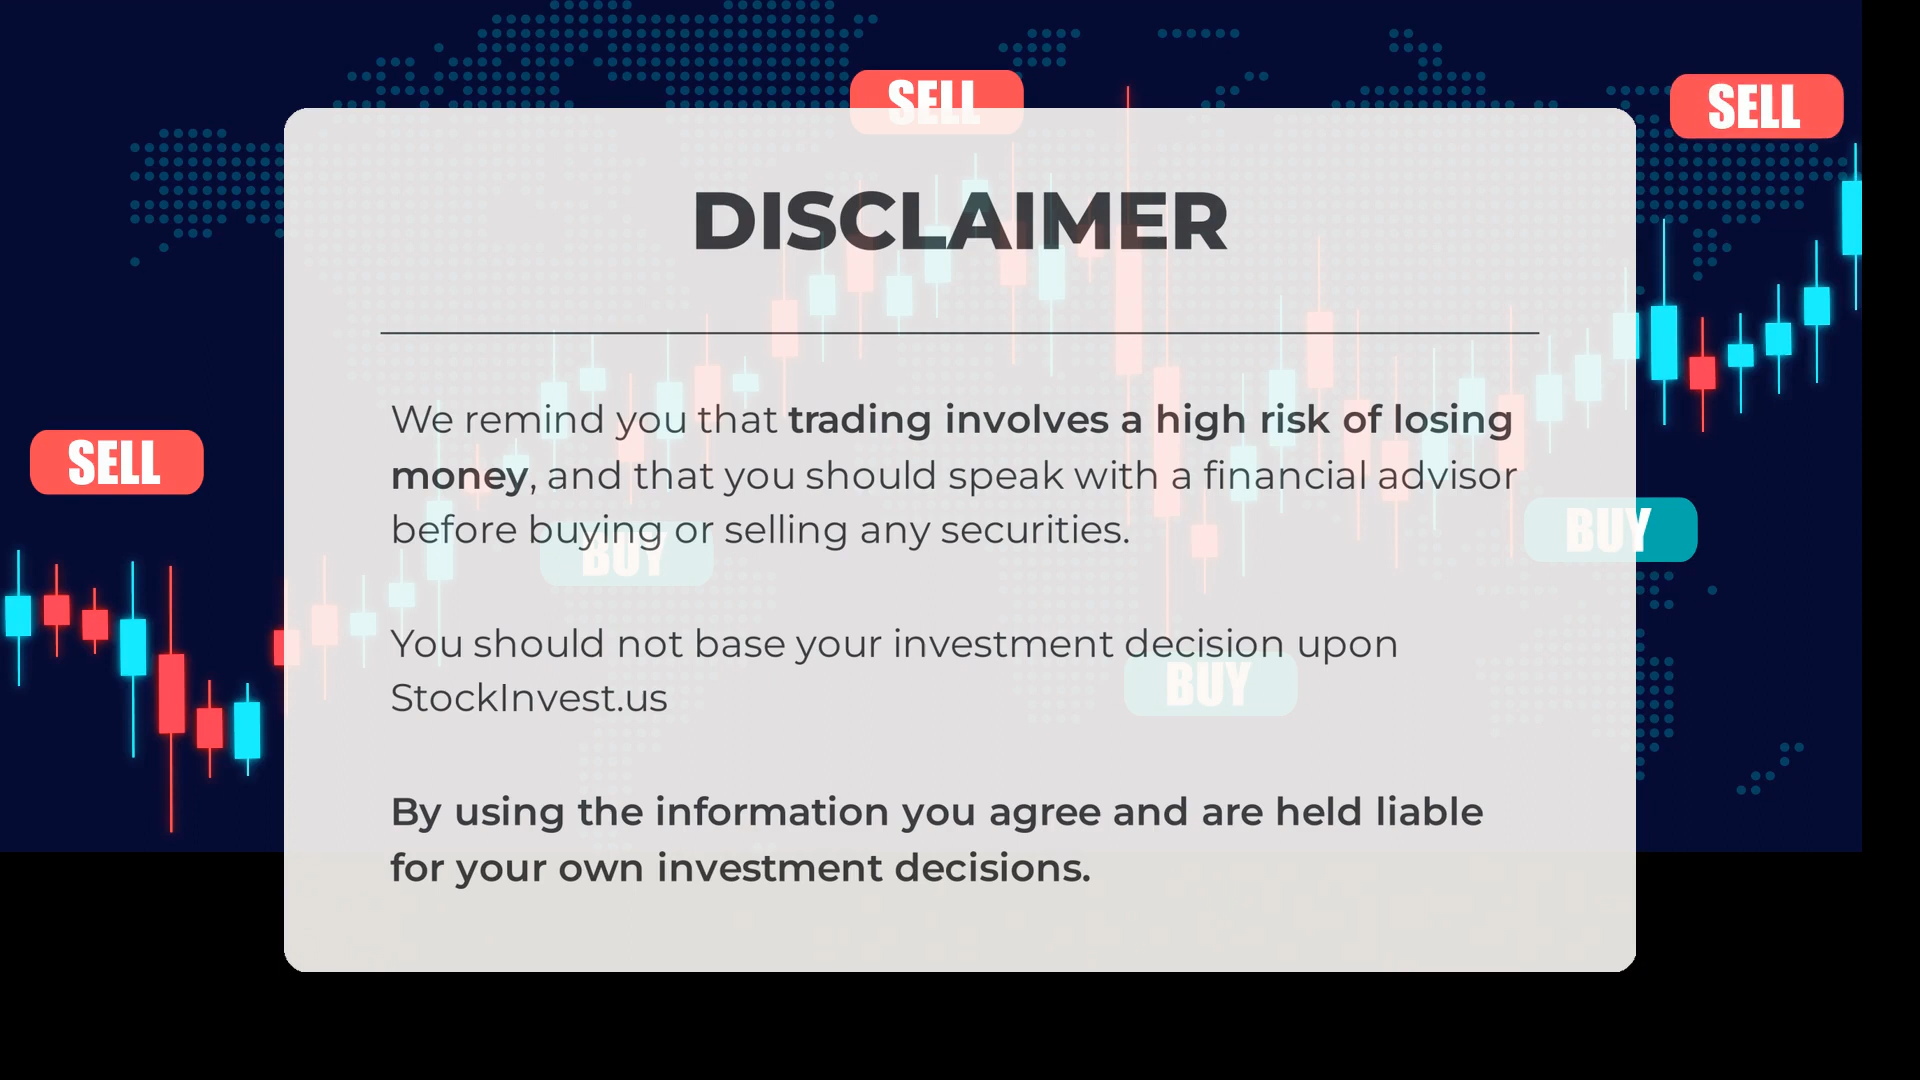 SELL
SELL
DISCLAIMER
We remind you that trading involves a high risk of losing
money, and that you should speak with a financial advisor
before buying or selling any securities.
SELL
BUY
BUY
You should not base your investment decision upon
StockInvest.us
BUY
By using the information you agree and are held liable
for your own investment decisions.